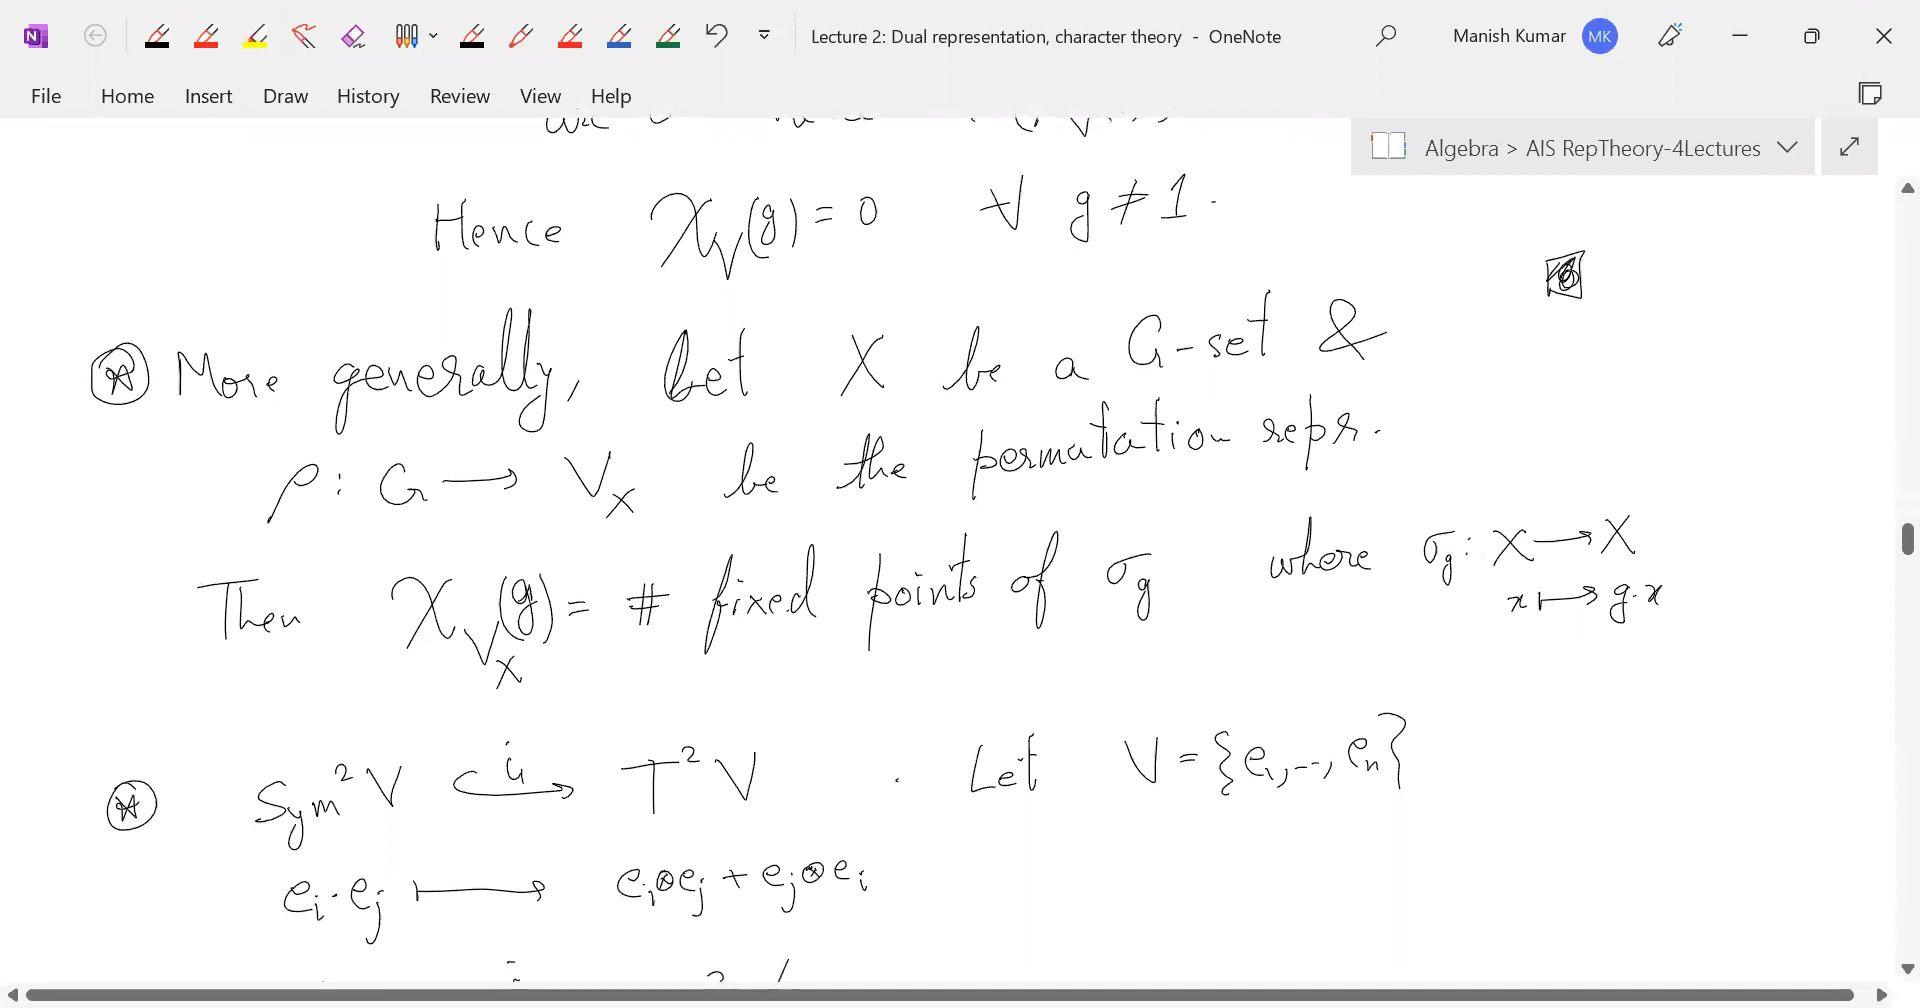 Lecture 2: Dual representation, character theory - OneNote
Manish Kumar
MK
File Home Insert Draw History Review View Help
Algebra > AIS RepTheory-4Lectures
Hence χ_V(g) = 0 ∀ g ≠ 1.
⊛ More generally, Let X be a G-set &
ρ: G → V_X be the permutation repr.
Then χ_{V_X}(g) = # fixed points of σ_g where σ_g: X → X
x ↦ g.x
⊛ Sym²V ↪ T²V . Let V = {e₁, --, eₙ}
eᵢ·eⱼ ↦ eᵢ⊗eⱼ + eⱼ⊗eᵢ